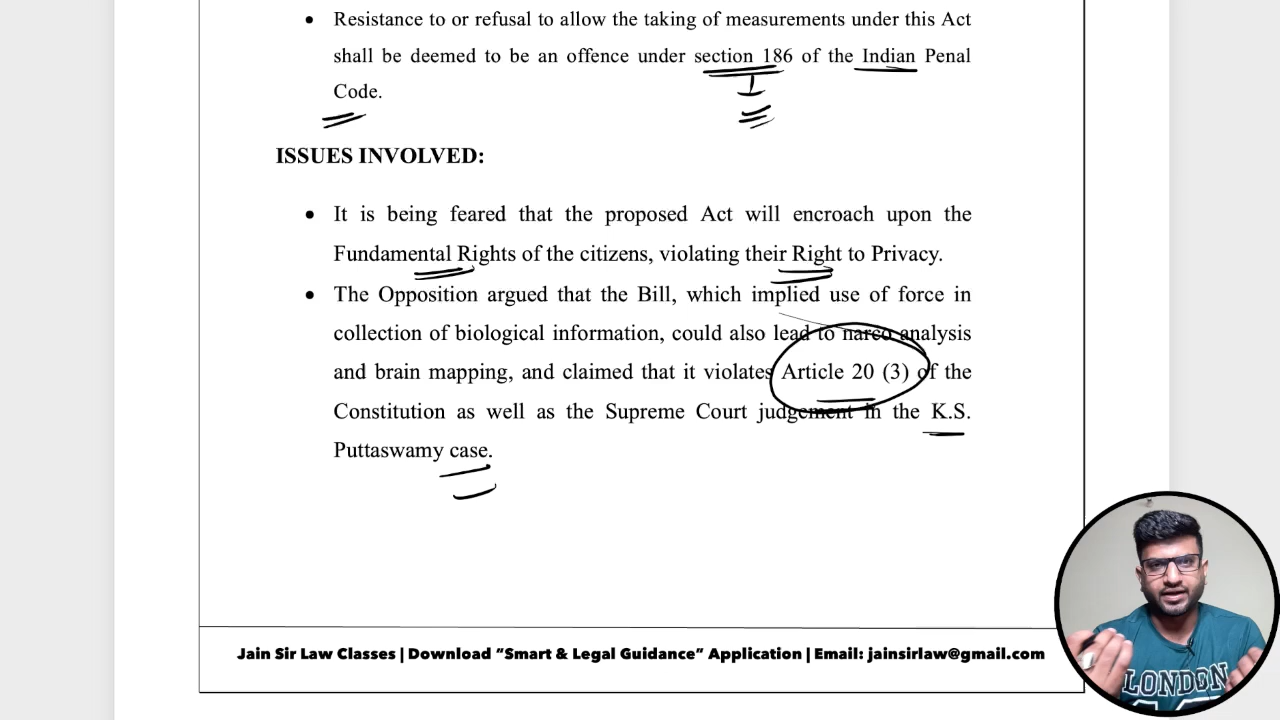 • Resistance to or refusal to allow the taking of measurements under this Act
shall be deemed to be an offence under section 186 of the Indian Penal
Code.
ISSUES INVOLVED:
• It is being feared that the proposed Act will encroach upon the
Fundamental Rights of the citizens, violating their Right to Privacy.
• The Opposition argued that the Bill, which implied use of force in
collection of biological information, could also lead to narco analysis
and brain mapping, and claimed that it violates Article 20 (3) of the
Constitution as well as the Supreme Court judgement in the K.S.
Puttaswamy case.
Jain Sir Law Classes | Download “Smart & Legal Guidance” Application | Email: jainsirlaw@gmail.com
LONDON